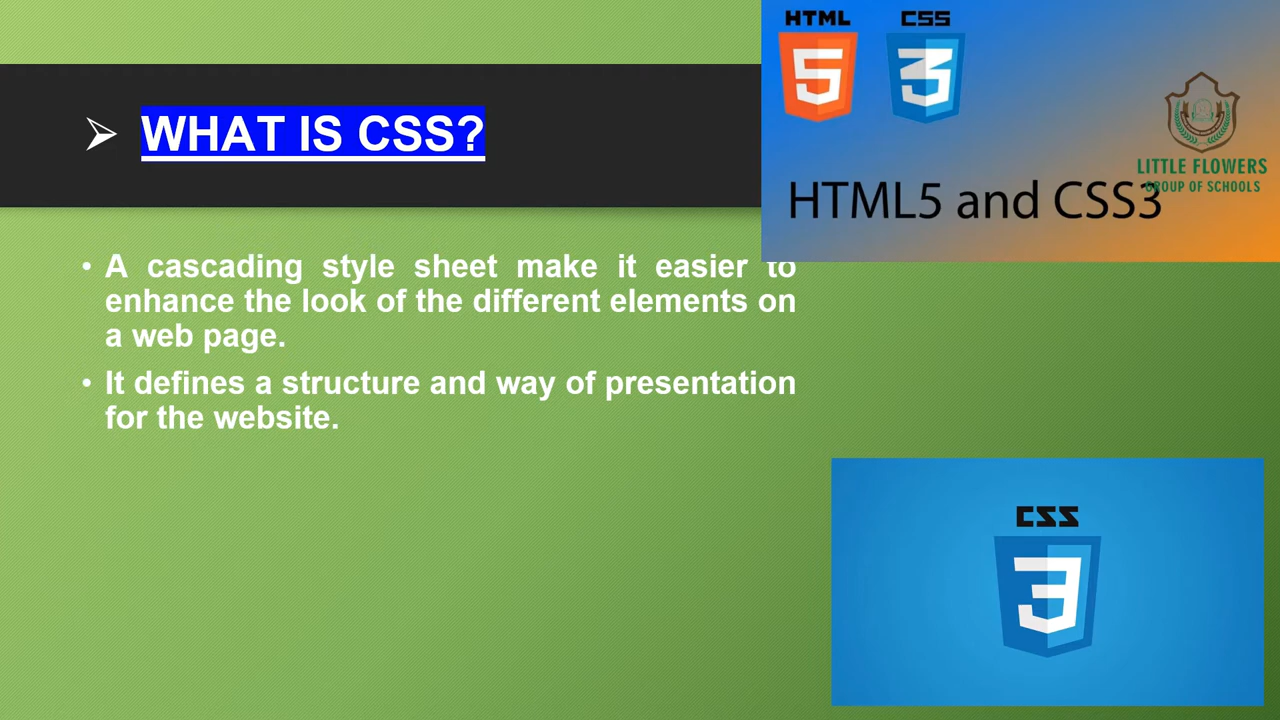 HTML CSS
5 3
➢ WHAT IS CSS?
LITTLE FLOWERS
GROUP OF SCHOOLS
HTML5 and CSS3
• A cascading style sheet make it easier to
enhance the look of the different elements on
a web page.
• It defines a structure and way of presentation
for the website.
CSS
3